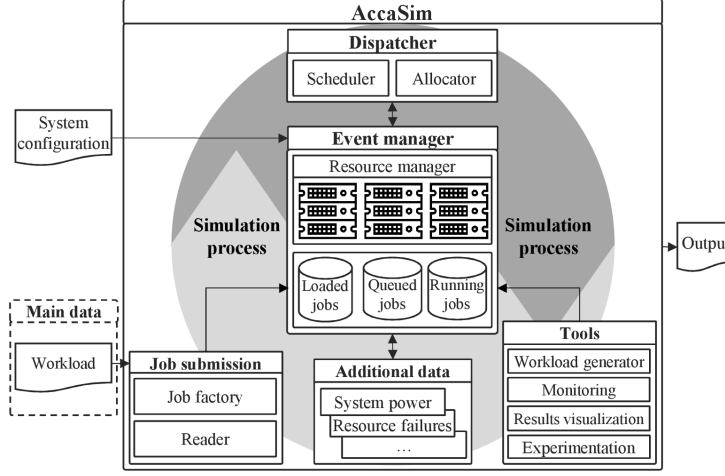 AccaSim
Dispatcher
Scheduler
Allocator
System
configuration
Event manager
Resource manager
Simulation
process
Simulation
process
Output
Loaded
jobs
Queued
jobs
Running
jobs
Main data
Workload
Job submission
Job factory
Reader
Additional data
System power
Resource failures
...
Tools
Workload generator
Monitoring
Results visualization
Experimentation